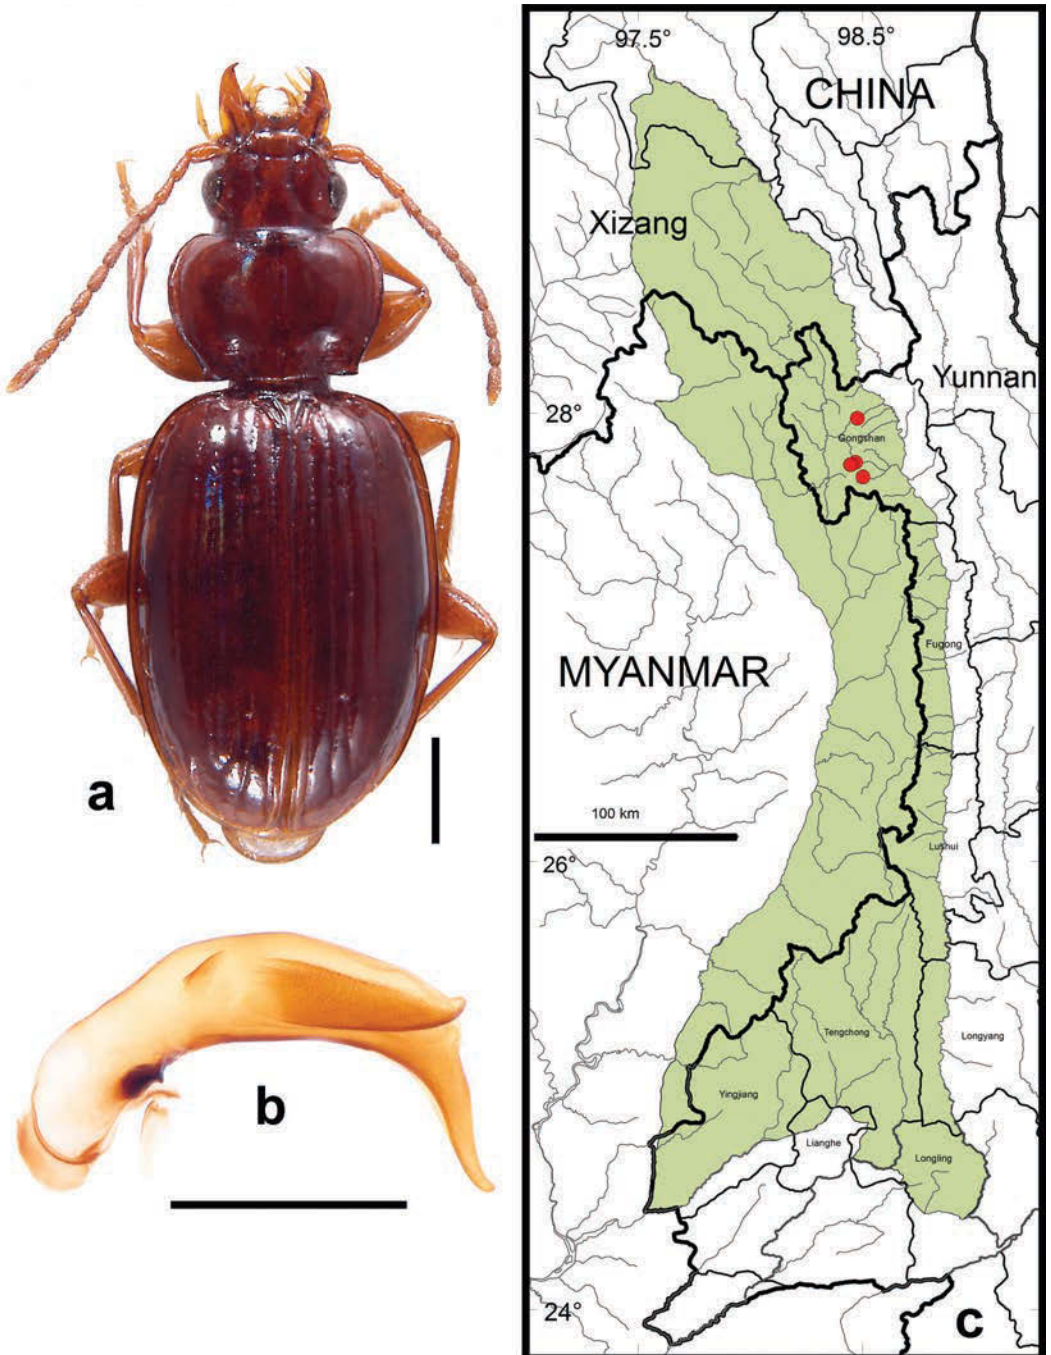 a
b
97.5°
98.5°
CHINA
Xizang
Yunnan
28°
Gongshan
Fugong
MYANMAR
100 km
Lushui
26°
Tengchong
Longyang
Yingjiang
Lianghe
Longling
24°
c